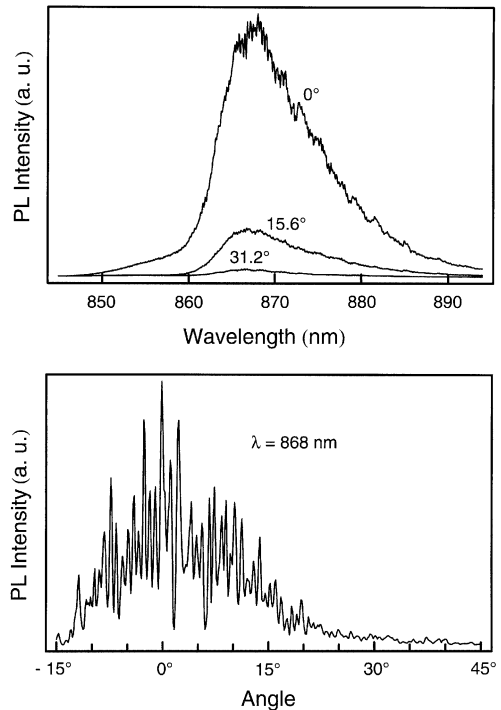 PL Intensity (a. u.)
0°
15.6°
31.2°
850 860 870 880 890
Wavelength (nm)
PL Intensity (a. u.)
λ = 868 nm
- 15° 0° 15° 30° 45°
Angle